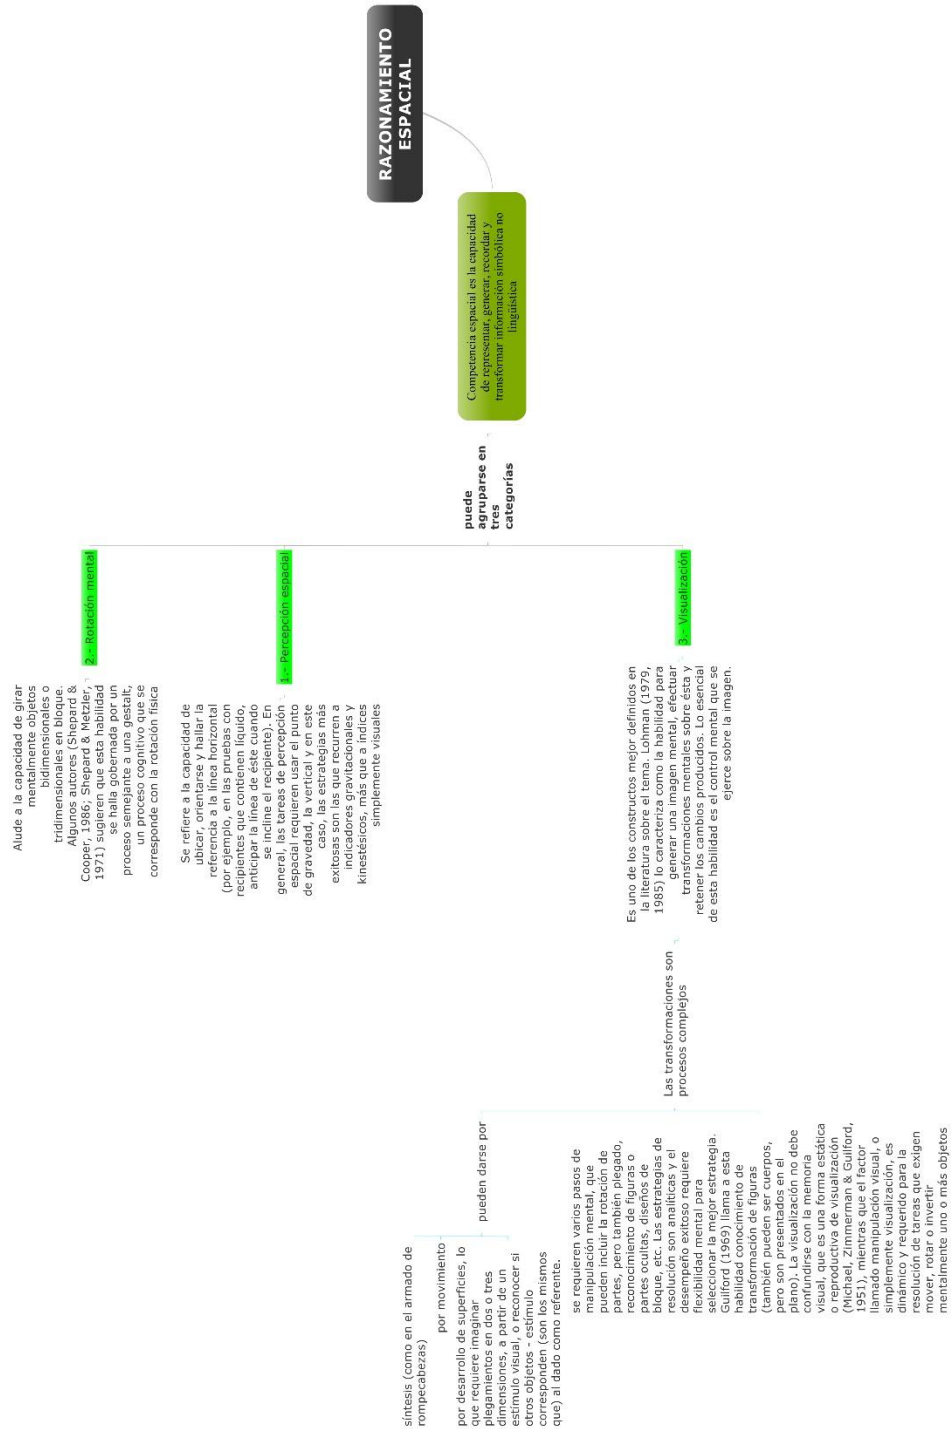 RAZONAMIENTO
ESPACIAL
Competencia espacial es la capacidad
de representar, generar, recordar y
transformar información simbólica no
lingüística
puede
agruparse en
tres
categorías
2.- Rotación mental
Alude a la capacidad de girar
mentalmente objetos
bidimensionales o
tridimensionales en bloque.
Algunos autores (Shepard &
Cooper, 1986; Shepard & Metzler,
1971) sugieren que esta habilidad
se halla gobernada por un
proceso semejante a una gestalt,
un proceso cognitivo que se
corresponde con la rotación física
1.- Percepción espacial
Se refiere a la capacidad de
ubicar, orientarse y hallar la
referencia a la línea horizontal
(por ejemplo, en las pruebas con
recipientes que contienen líquido,
anticipar la línea de éste cuando
se incline el recipiente). En
general, las tareas de percepción
espacial requieren usar el punto
de gravedad, la vertical y en este
caso, las estrategias más
exitosas son las que recurren a
indicadores gravitacionales y
kinestésicos, más que a índices
simplemente visuales
3.- Visualización
Es uno de los constructos mejor definidos en
la literatura sobre el tema. Lohman (1979,
1985) lo caracteriza como la habilidad para
generar una imagen mental, efectuar
transformaciones mentales sobre ésta y
retener los cambios producidos. Lo esencial
de esta habilidad es el control mental que se
ejerce sobre la imagen.
Las transformaciones son
procesos complejos
pueden darse por
síntesis (como en el armado de
rompecabezas)
por movimiento
por desarrollo de superficies, lo
que requiere imaginar
plegamientos en dos o tres
dimensiones, a partir de un
estímulo visual, o reconocer si
otros objetos - estímulo
corresponden (son los mismos
que) al dado como referente.
se requieren varios pasos de
manipulación mental, que
pueden incluir la rotación de
partes, pero también plegado,
reconocimiento de figuras o
partes ocultas, diseños de
bloque, etc. Las estrategias de
resolución son analíticas y el
desempeño exitoso requiere
flexibilidad mental para
seleccionar la mejor estrategia.
Guilford (1969) llama a esta
habilidad conocimiento de
transformación de figuras
(también pueden ser cuerpos,
pero son presentados en el
plano). La visualización no debe
confundirse con la memoria
visual, que es una forma estática
o reproductiva de visualización
(Michael, Zimmerman & Guilford,
1951), mientras que el factor
llamado manipulación visual, o
simplemente visualización, es
dinámico y requerido para la
resolución de tareas que exigen
mover, rotar o invertir
mentalmente uno o más objetos